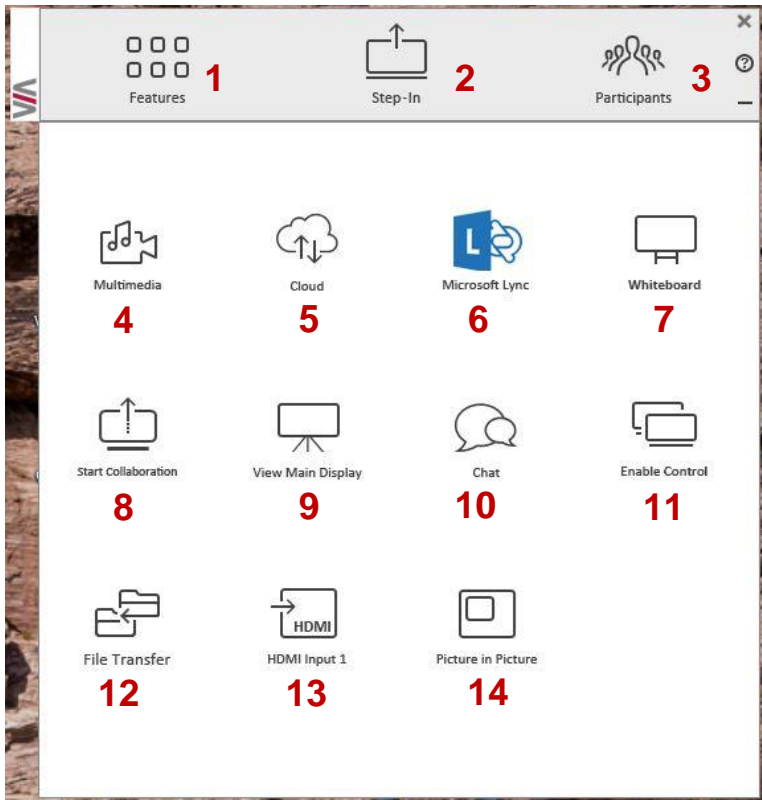 Features 1
Step-In 2
Participants 3
Multimedia
Cloud
Microsoft Lync
Whiteboard
4
5
6
7
Start Collaboration
View Main Display
Chat
Enable Control
8
9
10
11
HDMI
File Transfer
HDMI Input 1
Picture in Picture
12
13
14